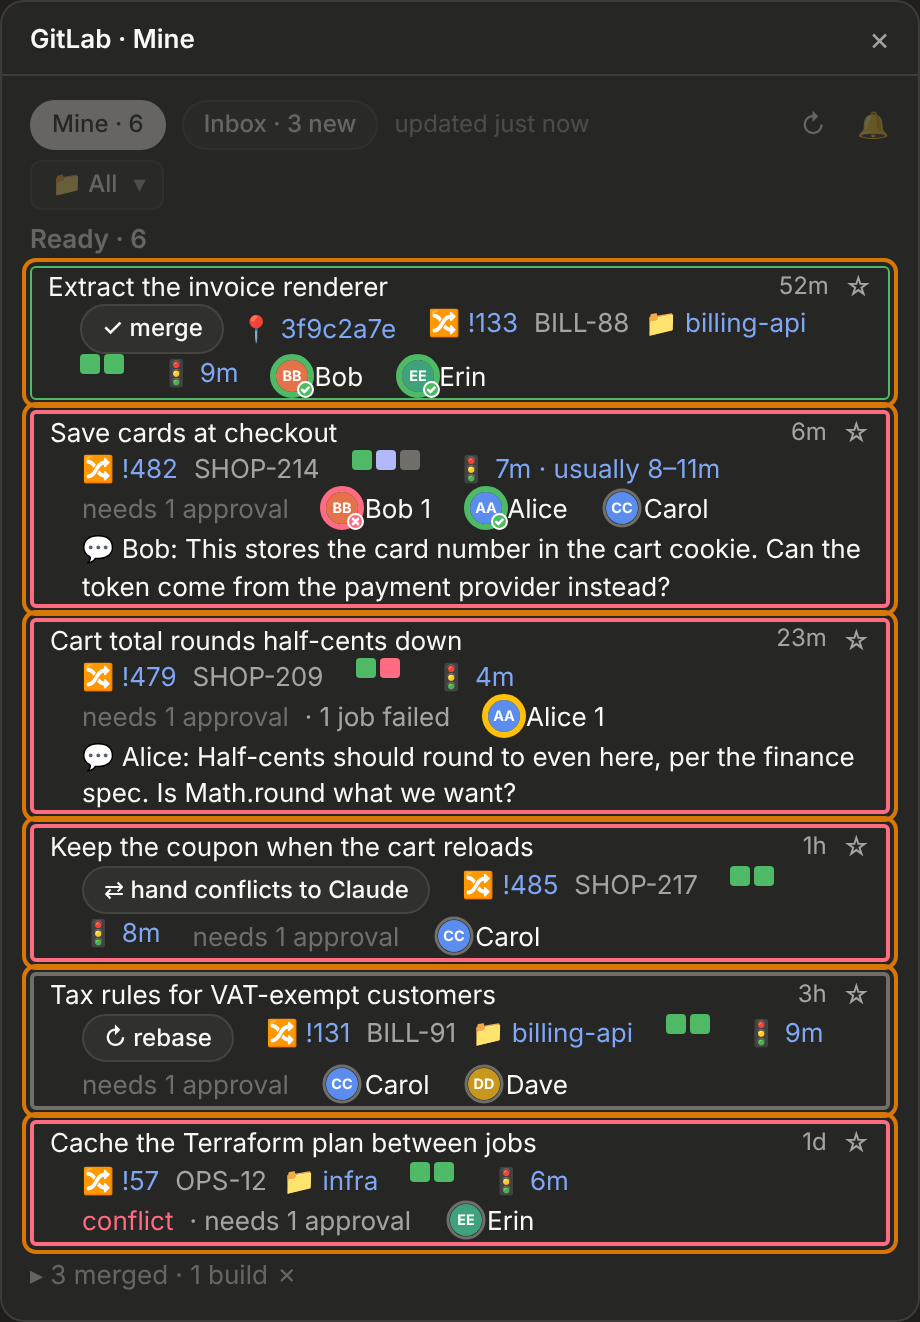 GitLab · Mine ×
Mine · 6 Inbox · 3 new updated just now
All ▾
Ready · 6
Extract the invoice renderer 52m ☆
✓ merge 3f9c2a7e !133 BILL-88 billing-api
9m BB Bob EE Erin
Save cards at checkout 6m ☆
!482 SHOP-214 7m · usually 8–11m
needs 1 approval BB Bob 1 AA Alice CC Carol
Bob: This stores the card number in the cart cookie. Can the
token come from the payment provider instead?
Cart total rounds half-cents down 23m ☆
!479 SHOP-209 4m
needs 1 approval · 1 job failed AA Alice 1
Alice: Half-cents should round to even here, per the finance
spec. Is Math.round what we want?
Keep the coupon when the cart reloads 1h ☆
⇄ hand conflicts to Claude !485 SHOP-217
8m needs 1 approval CC Carol
Tax rules for VAT-exempt customers 3h ☆
↻ rebase !131 BILL-91 billing-api 9m
needs 1 approval CC Carol DD Dave
Cache the Terraform plan between jobs 1d ☆
!57 OPS-12 infra 6m
conflict · needs 1 approval EE Erin
▸ 3 merged · 1 build ×